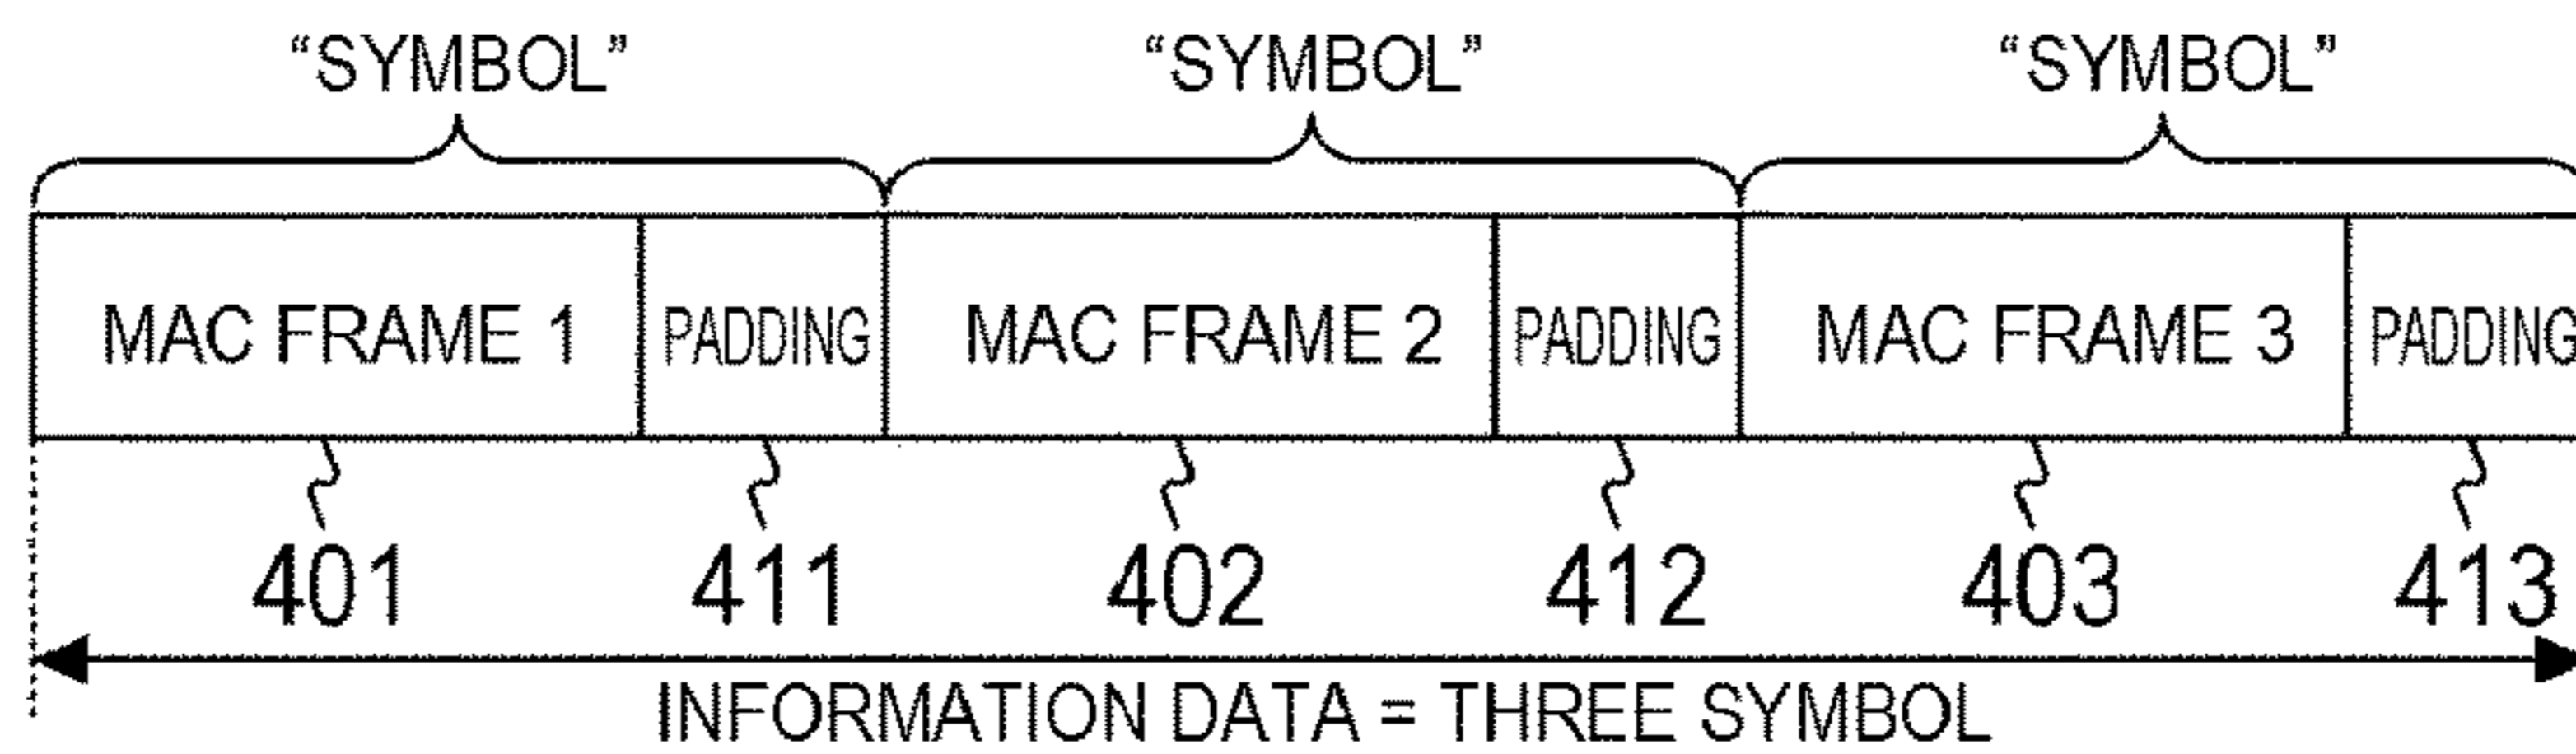 “SYMBOL” “SYMBOL” “SYMBOL”
MAC FRAME 1 PADDING MAC FRAME 2 PADDING MAC FRAME 3 PADDING
401 411 402 412 403 413
INFORMATION DATA = THREE SYMBOL